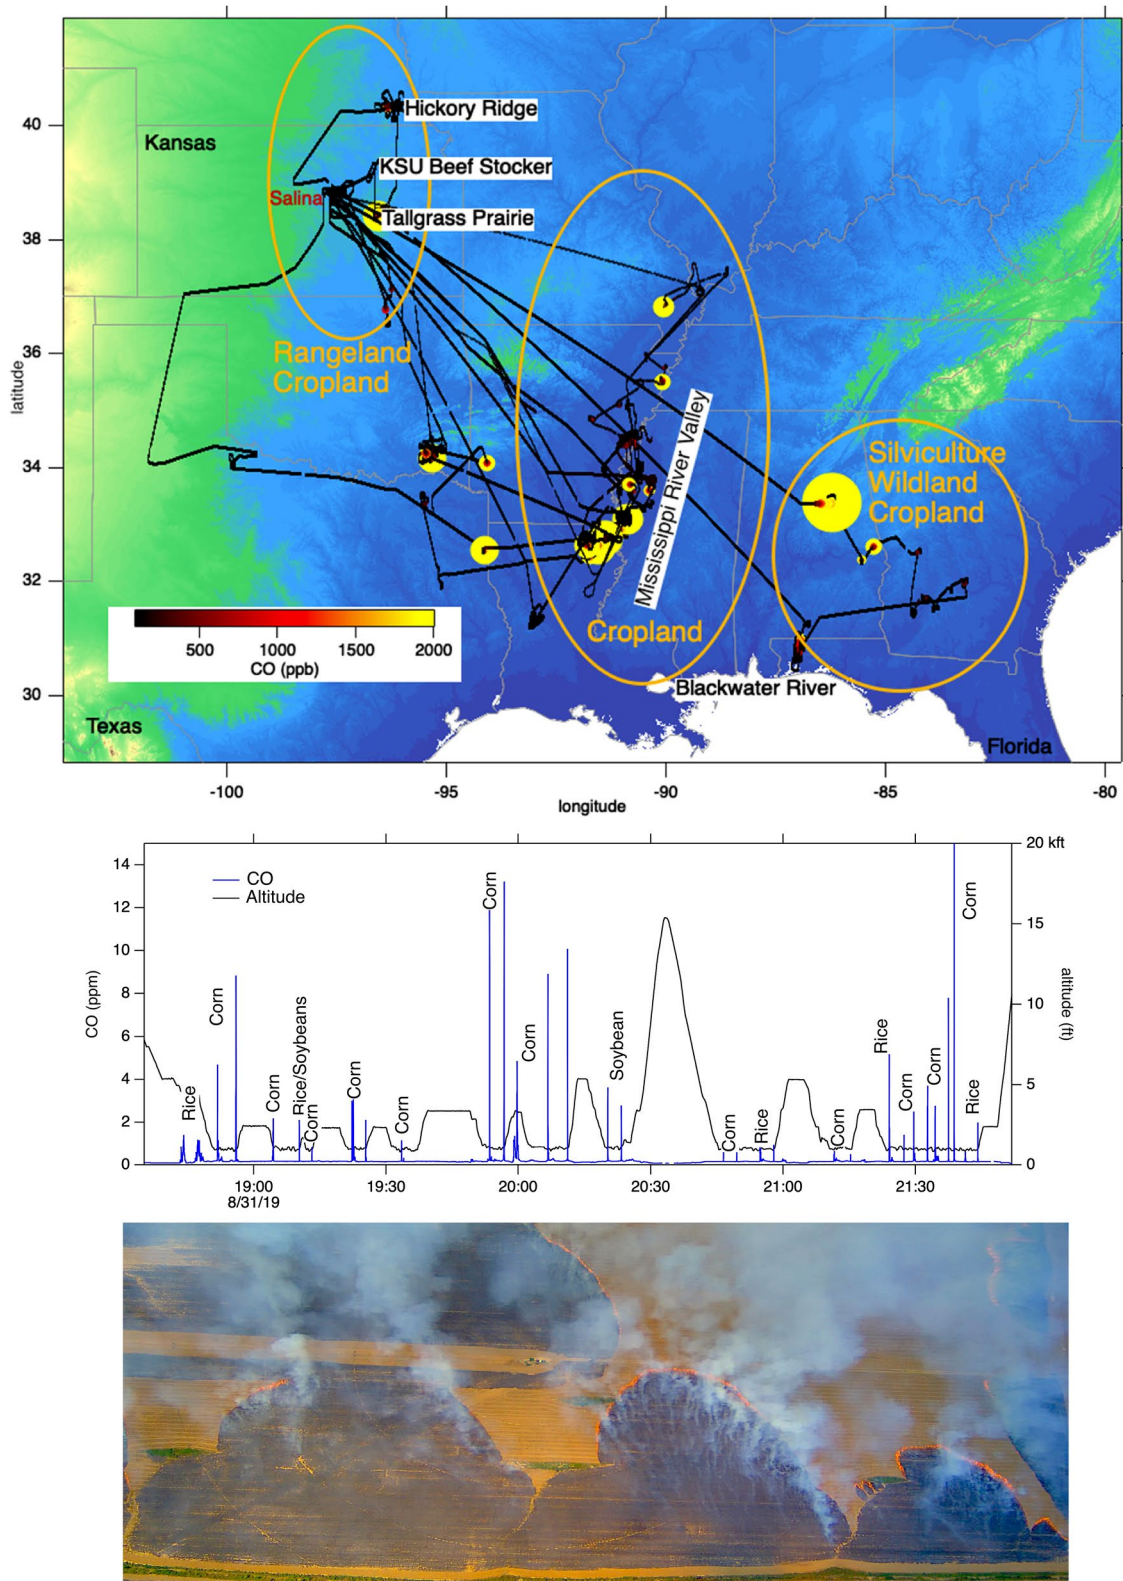 Hickory Ridge
40
Kansas
KSU Beef Stocker
Salina
Tallgrass Prairie
38
36
Rangeland
Cropland
latitude
Mississippi River Valley
34
Silviculture
Wildland
Cropland
32
Cropland
500
1000
1500
2000
CO (ppb)
30
Blackwater River
Texas
Florida
-100
-95
-90
-85
-80
longitude
20 kft
14
CO
Altitude
Corn
Corn
12
15
10
CO (ppm)
altitude (ft)
10
8
Corn
Rice/Soybeans
Corn
Soybean
Rice
6
Corn
Corn
Corn
5
4
Rice
Corn
Rice
2
Corn
Corn
Corn
Rice
Corn
0
0
19:00
19:30
20:00
20:30
21:00
21:30
8/31/19